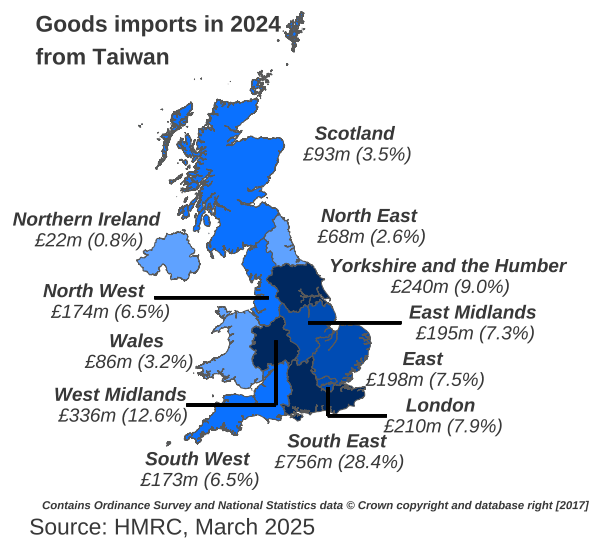 Goods imports in 2024
from Taiwan
Scotland
£93m (3.5%)
Northern Ireland
£22m (0.8%)
North East
£68m (2.6%)
Yorkshire and the Humber
£240m (9.0%)
North West
£174m (6.5%)
East Midlands
£195m (7.3%)
Wales
£86m (3.2%)
East
£198m (7.5%)
West Midlands
£336m (12.6%)
London
£210m (7.9%)
South East
£756m (28.4%)
South West
£173m (6.5%)
Contains Ordinance Survey and National Statistics data © Crown copyright and database right [2017]
Source: HMRC, March 2025